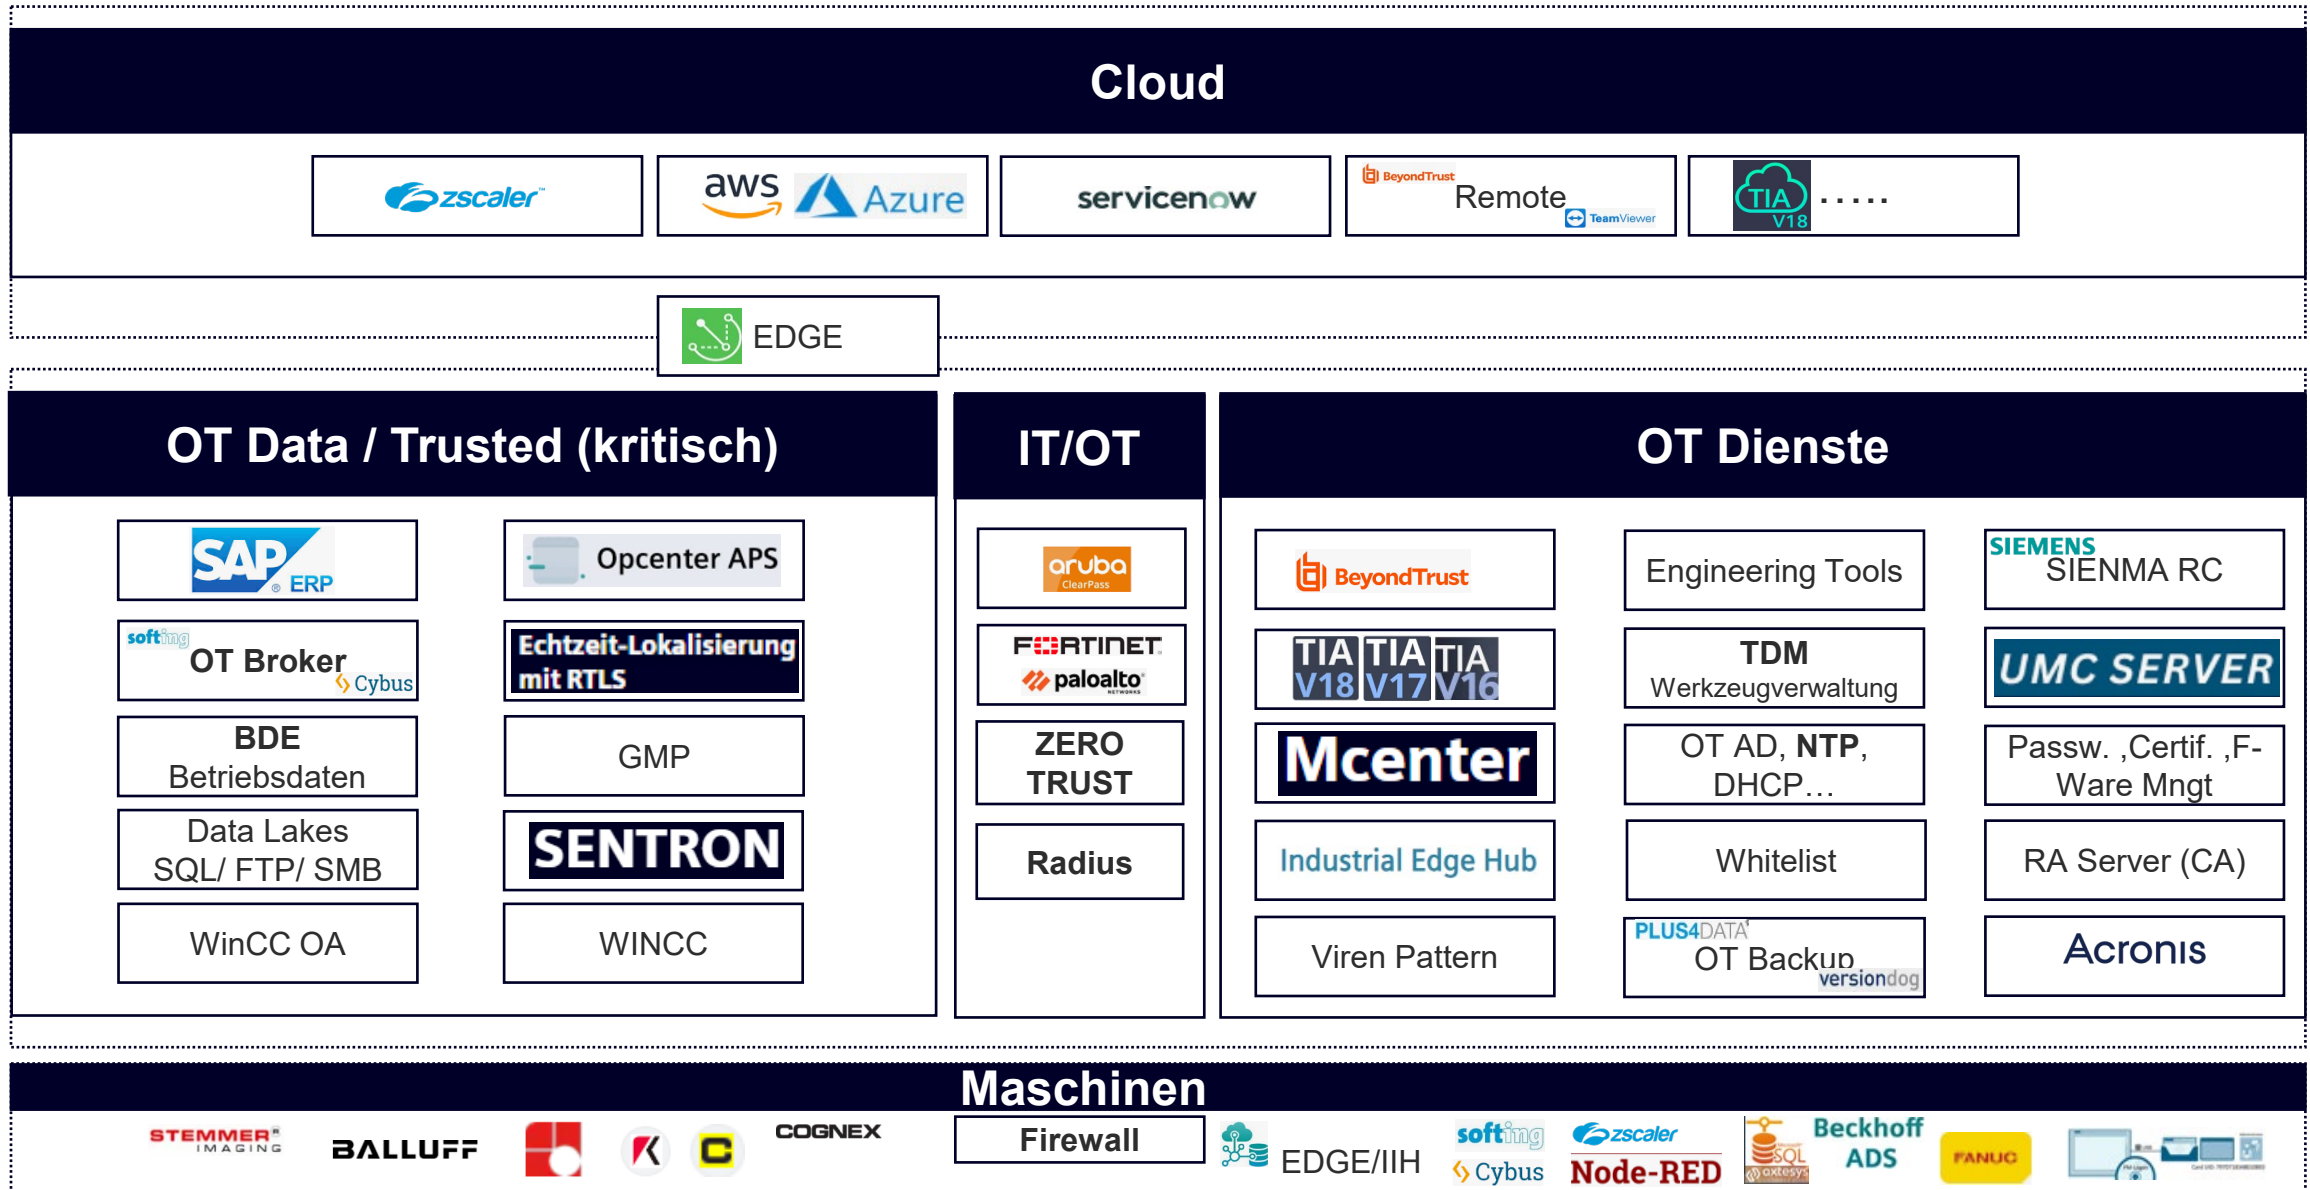 Cloud
zscaler™
aws Azure
servicenow
BeyondTrust
Remote
TeamViewer
TIA
V18
.....
EDGE
OT Data / Trusted (kritisch)
IT/OT
OT Dienste
SAP® ERP
Opcenter APS
softing
OT Broker
Cybus
Echtzeit-Lokalisierung
mit RTLS
BDE
Betriebsdaten
GMP
Data Lakes
SQL/ FTP/ SMB
SENTRON
WinCC OA
WINCC
aruba
ClearPass
FORTINET
paloalto
NETWORKS
ZERO
TRUST
Radius
BeyondTrust
Engineering Tools
SIEMENS
SIENMA RC
TIA TIA TIA
V18 V17 V16
TDM
Werkzeugverwaltung
UMC SERVER
Mcenter
OT AD, NTP,
DHCP…
Passw. ,Certif. ,F-
Ware Mngt
Industrial Edge Hub
Whitelist
RA Server (CA)
Viren Pattern
PLUS4DATA
OT Backup
versiondog
Acronis
Maschinen
STEMMER®
IMAGING
BALLUFF
COGNEX
Firewall
EDGE/IIH
softing
Cybus
zscaler
Node-RED
SQL
axtesys
Beckhoff
ADS
FANUC